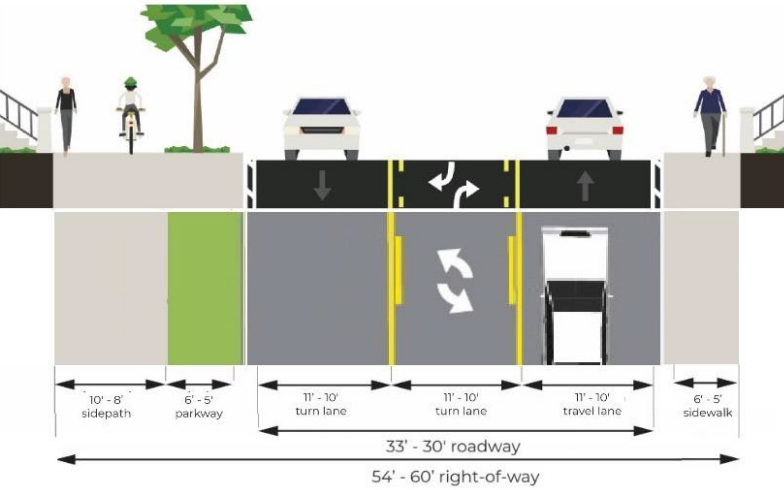 10' - 8'
sidepath
6' - 5'
parkway
11' - 10'
turn lane
11' - 10'
turn lane
11' - 10'
travel lane
6' - 5'
sidewalk
33' - 30' roadway
54' - 60' right-of-way